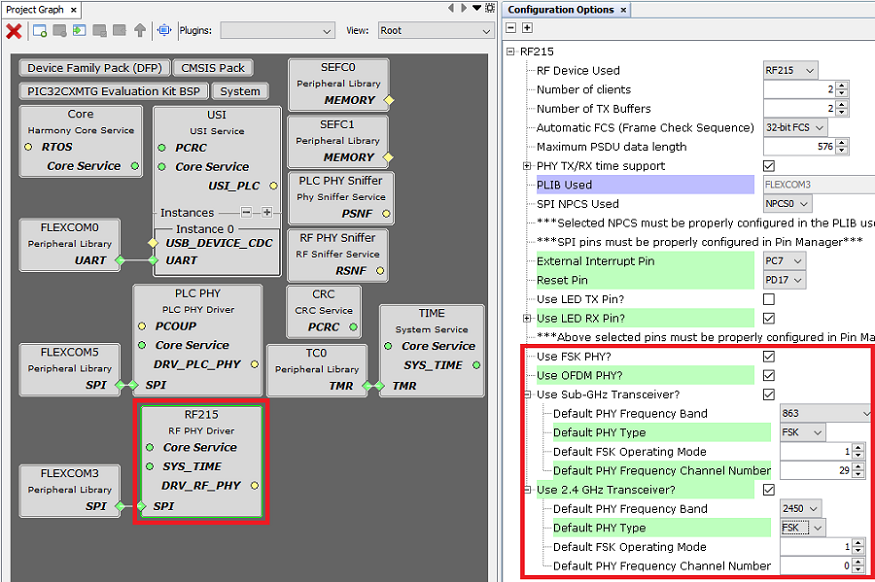 Project Graph ×
Plugins:
View: Root
Device Family Pack (DFP)
CMSIS Pack
PIC32CXMTG Evaluation Kit BSP
System
SEFC0
Peripheral Library
MEMORY
Core
Harmony Core Service
RTOS
Core Service
USI
USI Service
PCRC
Core Service
USI_PLC
Instances
Instance 0
USB_DEVICE_CDC
UART
SEFC1
Peripheral Library
MEMORY
PLC PHY Sniffer
Phy Sniffer Service
PSNF
FLEXCOM0
Peripheral Library
UART
RF PHY Sniffer
RF Sniffer Service
RSNF
PLC PHY
PLC PHY Driver
PCOUP
Core Service
DRV_PLC_PHY
SPI
CRC
CRC Service
PCRC
TIME
System Service
Core Service
SYS_TIME
TMR
FLEXCOM5
Peripheral Library
SPI
TC0
Peripheral Library
TMR
RF215
RF PHY Driver
Core Service
SYS_TIME
DRV_RF_PHY
SPI
FLEXCOM3
Peripheral Library
SPI
Configuration Options ×
RF215
RF Device Used RF215
Number of clients 2
Number of TX Buffers 2
Automatic FCS (Frame Check Sequence) 32-bit FCS
Maximum PSDU data length 576
PHY TX/RX time support
PLIB Used FLEXCOM3
SPI NPCS Used NPCS0
***Selected NPCS must be properly configured in the PLIB use
***SPI pins must be properly configured in Pin Manager***
External Interrupt Pin PC7
Reset Pin PD17
Use LED TX Pin?
Use LED RX Pin?
***Above selected pins must be properly configured in Pin Ma
Use FSK PHY?
Use OFDM PHY?
Use Sub-GHz Transceiver?
Default PHY Frequency Band 863
Default PHY Type FSK
Default FSK Operating Mode 1
Default PHY Frequency Channel Number 29
Use 2.4 GHz Transceiver?
Default PHY Frequency Band 2450
Default PHY Type FSK
Default FSK Operating Mode 1
Default PHY Frequency Channel Number 0